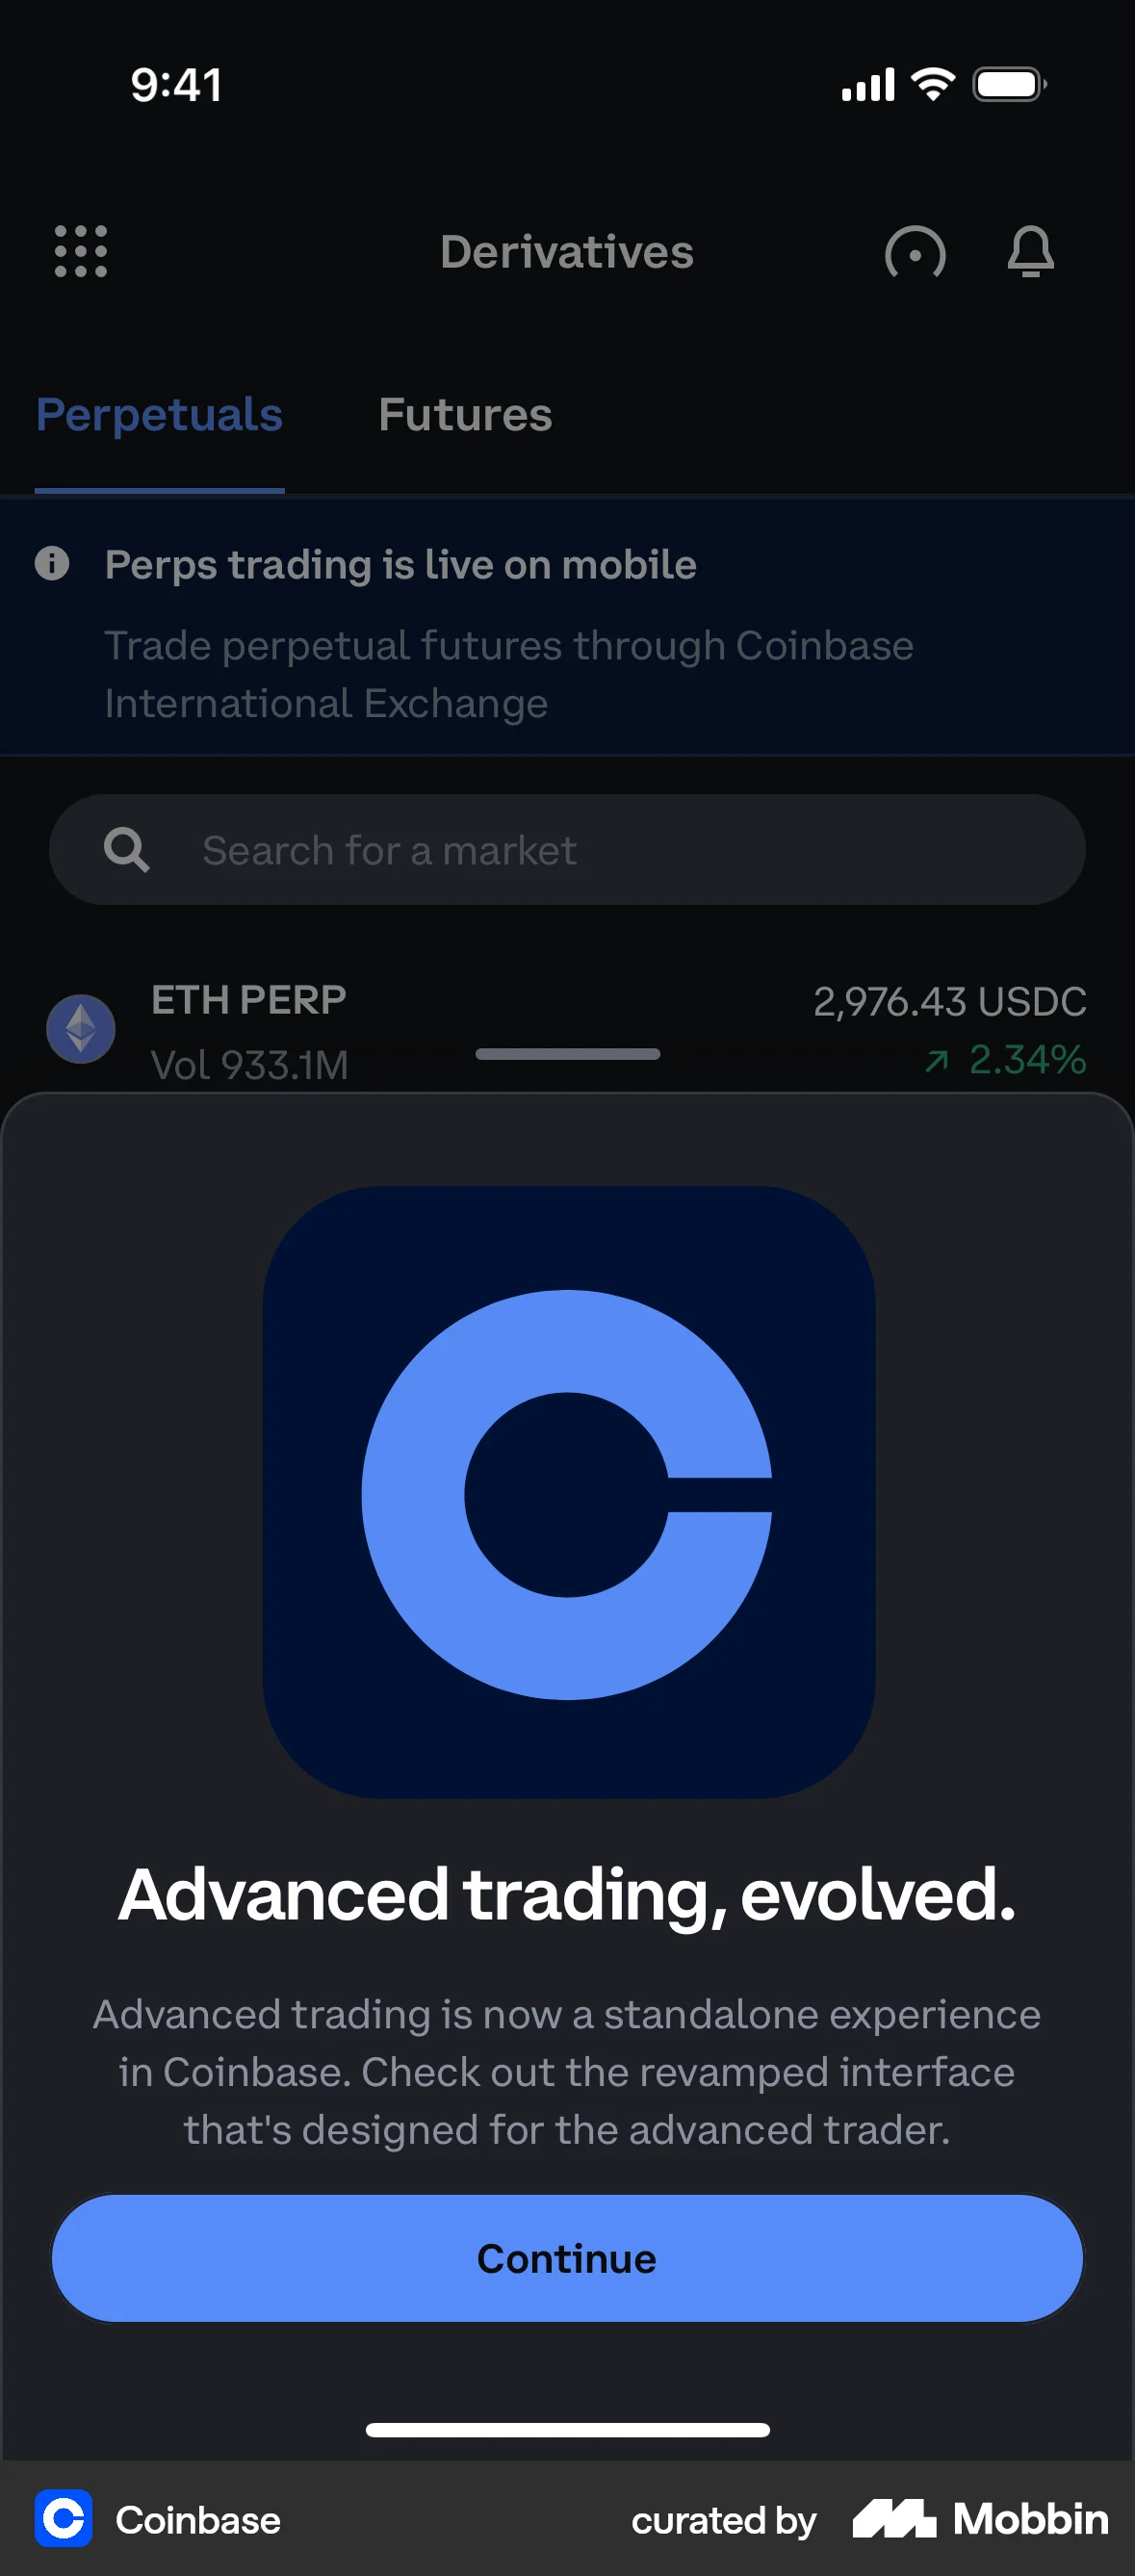 9:41
Derivatives
Perpetuals
Futures
Perps trading is live on mobile
Trade perpetual futures through Coinbase
International Exchange
Search for a market
ETH PERP
2,976.43 USDC
Vol 933.1M
↗ 2.34%
Advanced trading, evolved.
Advanced trading is now a standalone experience
in Coinbase. Check out the revamped interface
that's designed for the advanced trader.
Continue
Coinbase
curated by Mobbin